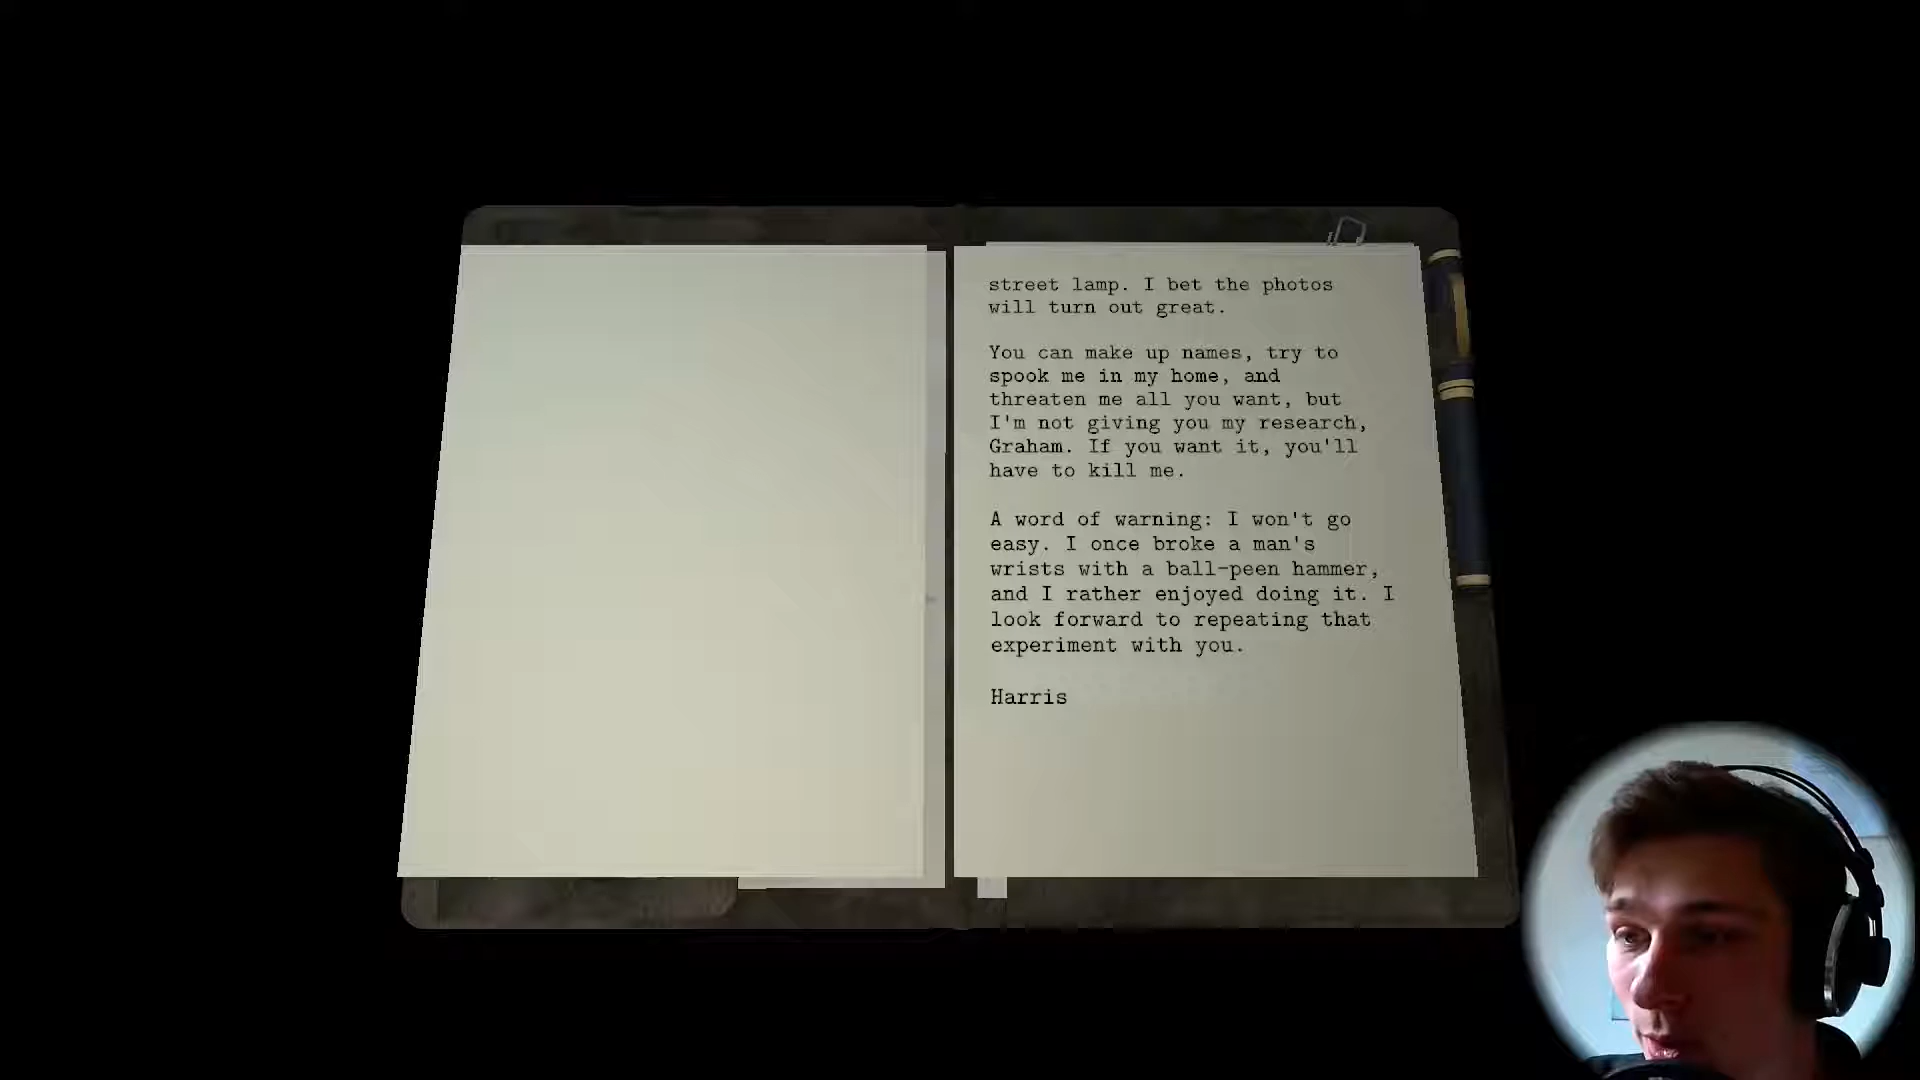 street lamp. I bet the photos
will turn out great.
You can make up names, try to
spook me in my home, and
threaten me all you want, but
I'm not giving you my research,
Graham. If you want it, you'll
have to kill me.
A word of warning: I won't go
easy. I once broke a man's
wrists with a ball-peen hammer,
and I rather enjoyed doing it. I
look forward to repeating that
experiment with you.
Harris